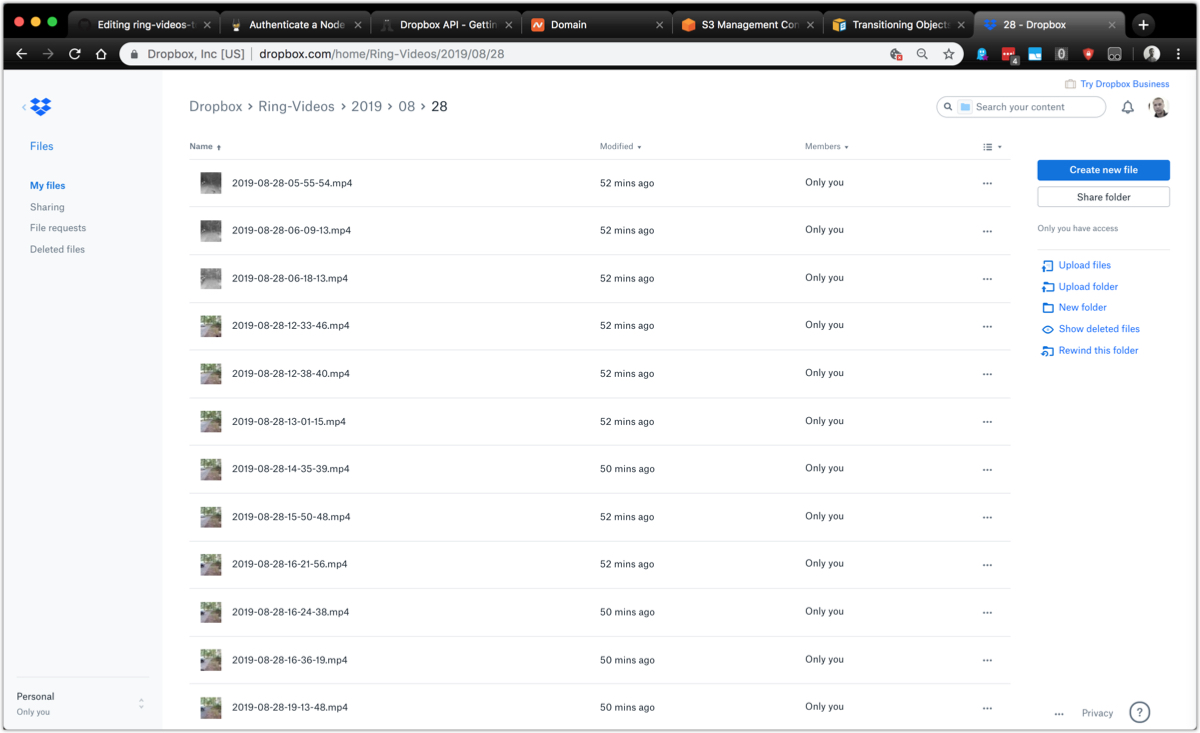 Editing ring-videos-t
Authenticate a Node
Dropbox API - Gettin
Domain
S3 Management Con
Transitioning Objects
28 - Dropbox
Dropbox, Inc [US] dropbox.com/home/Ring-Videos/2019/08/28
4
Try Dropbox Business
Dropbox > Ring-Videos > 2019 > 08 > 28
Search your content
Files
My files
Sharing
File requests
Deleted files
Name Modified Members
2019-08-28-05-55-54.mp4 52 mins ago Only you
2019-08-28-06-09-13.mp4 52 mins ago Only you
2019-08-28-06-18-13.mp4 52 mins ago Only you
2019-08-28-12-33-46.mp4 52 mins ago Only you
2019-08-28-12-38-40.mp4 52 mins ago Only you
2019-08-28-13-01-15.mp4 52 mins ago Only you
2019-08-28-14-35-39.mp4 50 mins ago Only you
2019-08-28-15-50-48.mp4 52 mins ago Only you
2019-08-28-16-21-56.mp4 52 mins ago Only you
2019-08-28-16-24-38.mp4 50 mins ago Only you
2019-08-28-16-36-19.mp4 50 mins ago Only you
2019-08-28-19-13-48.mp4 50 mins ago Only you
Create new file
Share folder
Only you have access
Upload files
Upload folder
New folder
Show deleted files
Rewind this folder
Personal
Only you
Privacy
?